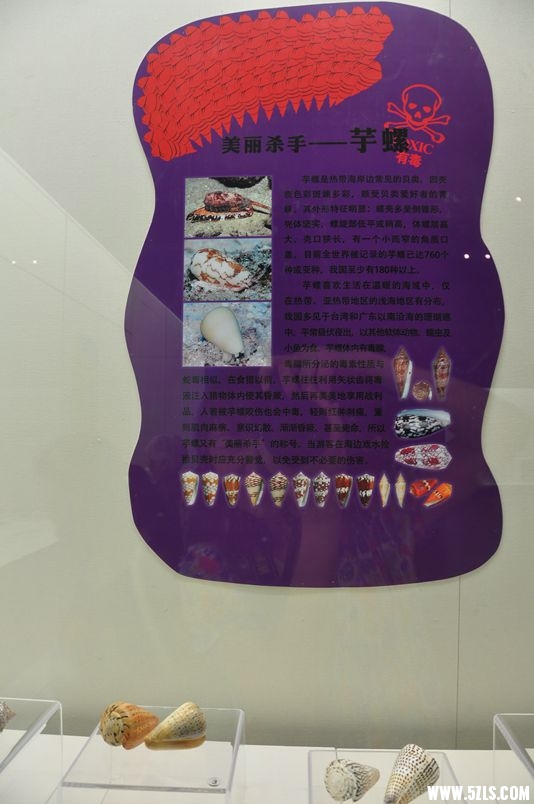 美丽杀手——芋螺
TOXIC
有毒
芋螺是热带海岸边常见的贝类，因壳
表色彩斑斓多彩，颇受贝类爱好者的青
睐。其外形特征明显：螺壳多呈倒锥形，
壳体坚实，螺旋部低平或稍高，体螺层高
大，壳口狭长，有一个小而窄的角质口
盖。目前全世界被记录的芋螺已达760个
种或亚种，我国至少有180种以上。
芋螺喜欢生活在温暖的海域中，仅
在热带、亚热带地区的浅海地区有分布。
我国多见于台湾和广东以南沿海的珊瑚礁
中，平常昼伏夜出，以其他软体动物、蠕虫及
小鱼为食。芋螺体内有毒腺，
毒腺所分泌的毒素性质与
蛇毒相似。在食猎以前，芋螺往往利用矢状齿将毒
液注入猎物体内使其昏厥，然后再美美地享用战利
品。人若被芋螺咬伤也会中毒，轻则红肿刺痛，重
则肌肉麻痹、意识幻散、渐渐昏厥、甚至毙命，所以
芋螺又有“美丽杀手”的称号。当游客在海边戏水捡
拾贝壳时应充分警觉，以免受到不必要的伤害。
WWW.5ZLS.COM